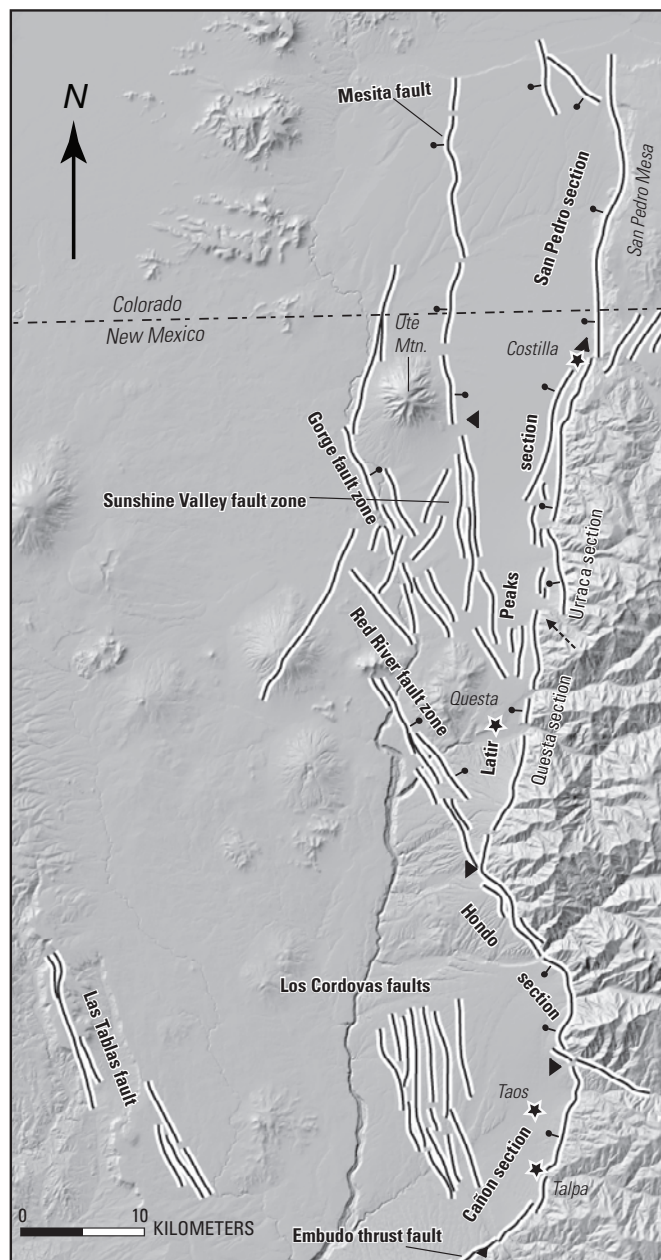 N
Mesita fault
San Pedro section
San Pedro Mesa
Colorado
New Mexico
Ute
Mtn.
Costilla
section
Gorge fault zone
Sunshine Valley fault zone
Urraca section
Peaks
Red River fault zone
Questa
Questa section
Latir
Hondo
section
Los Cordovas faults
Las Tablas fault
Taos
Cañon section
Talpa
0 10 KILOMETERS
Embudo thrust fault